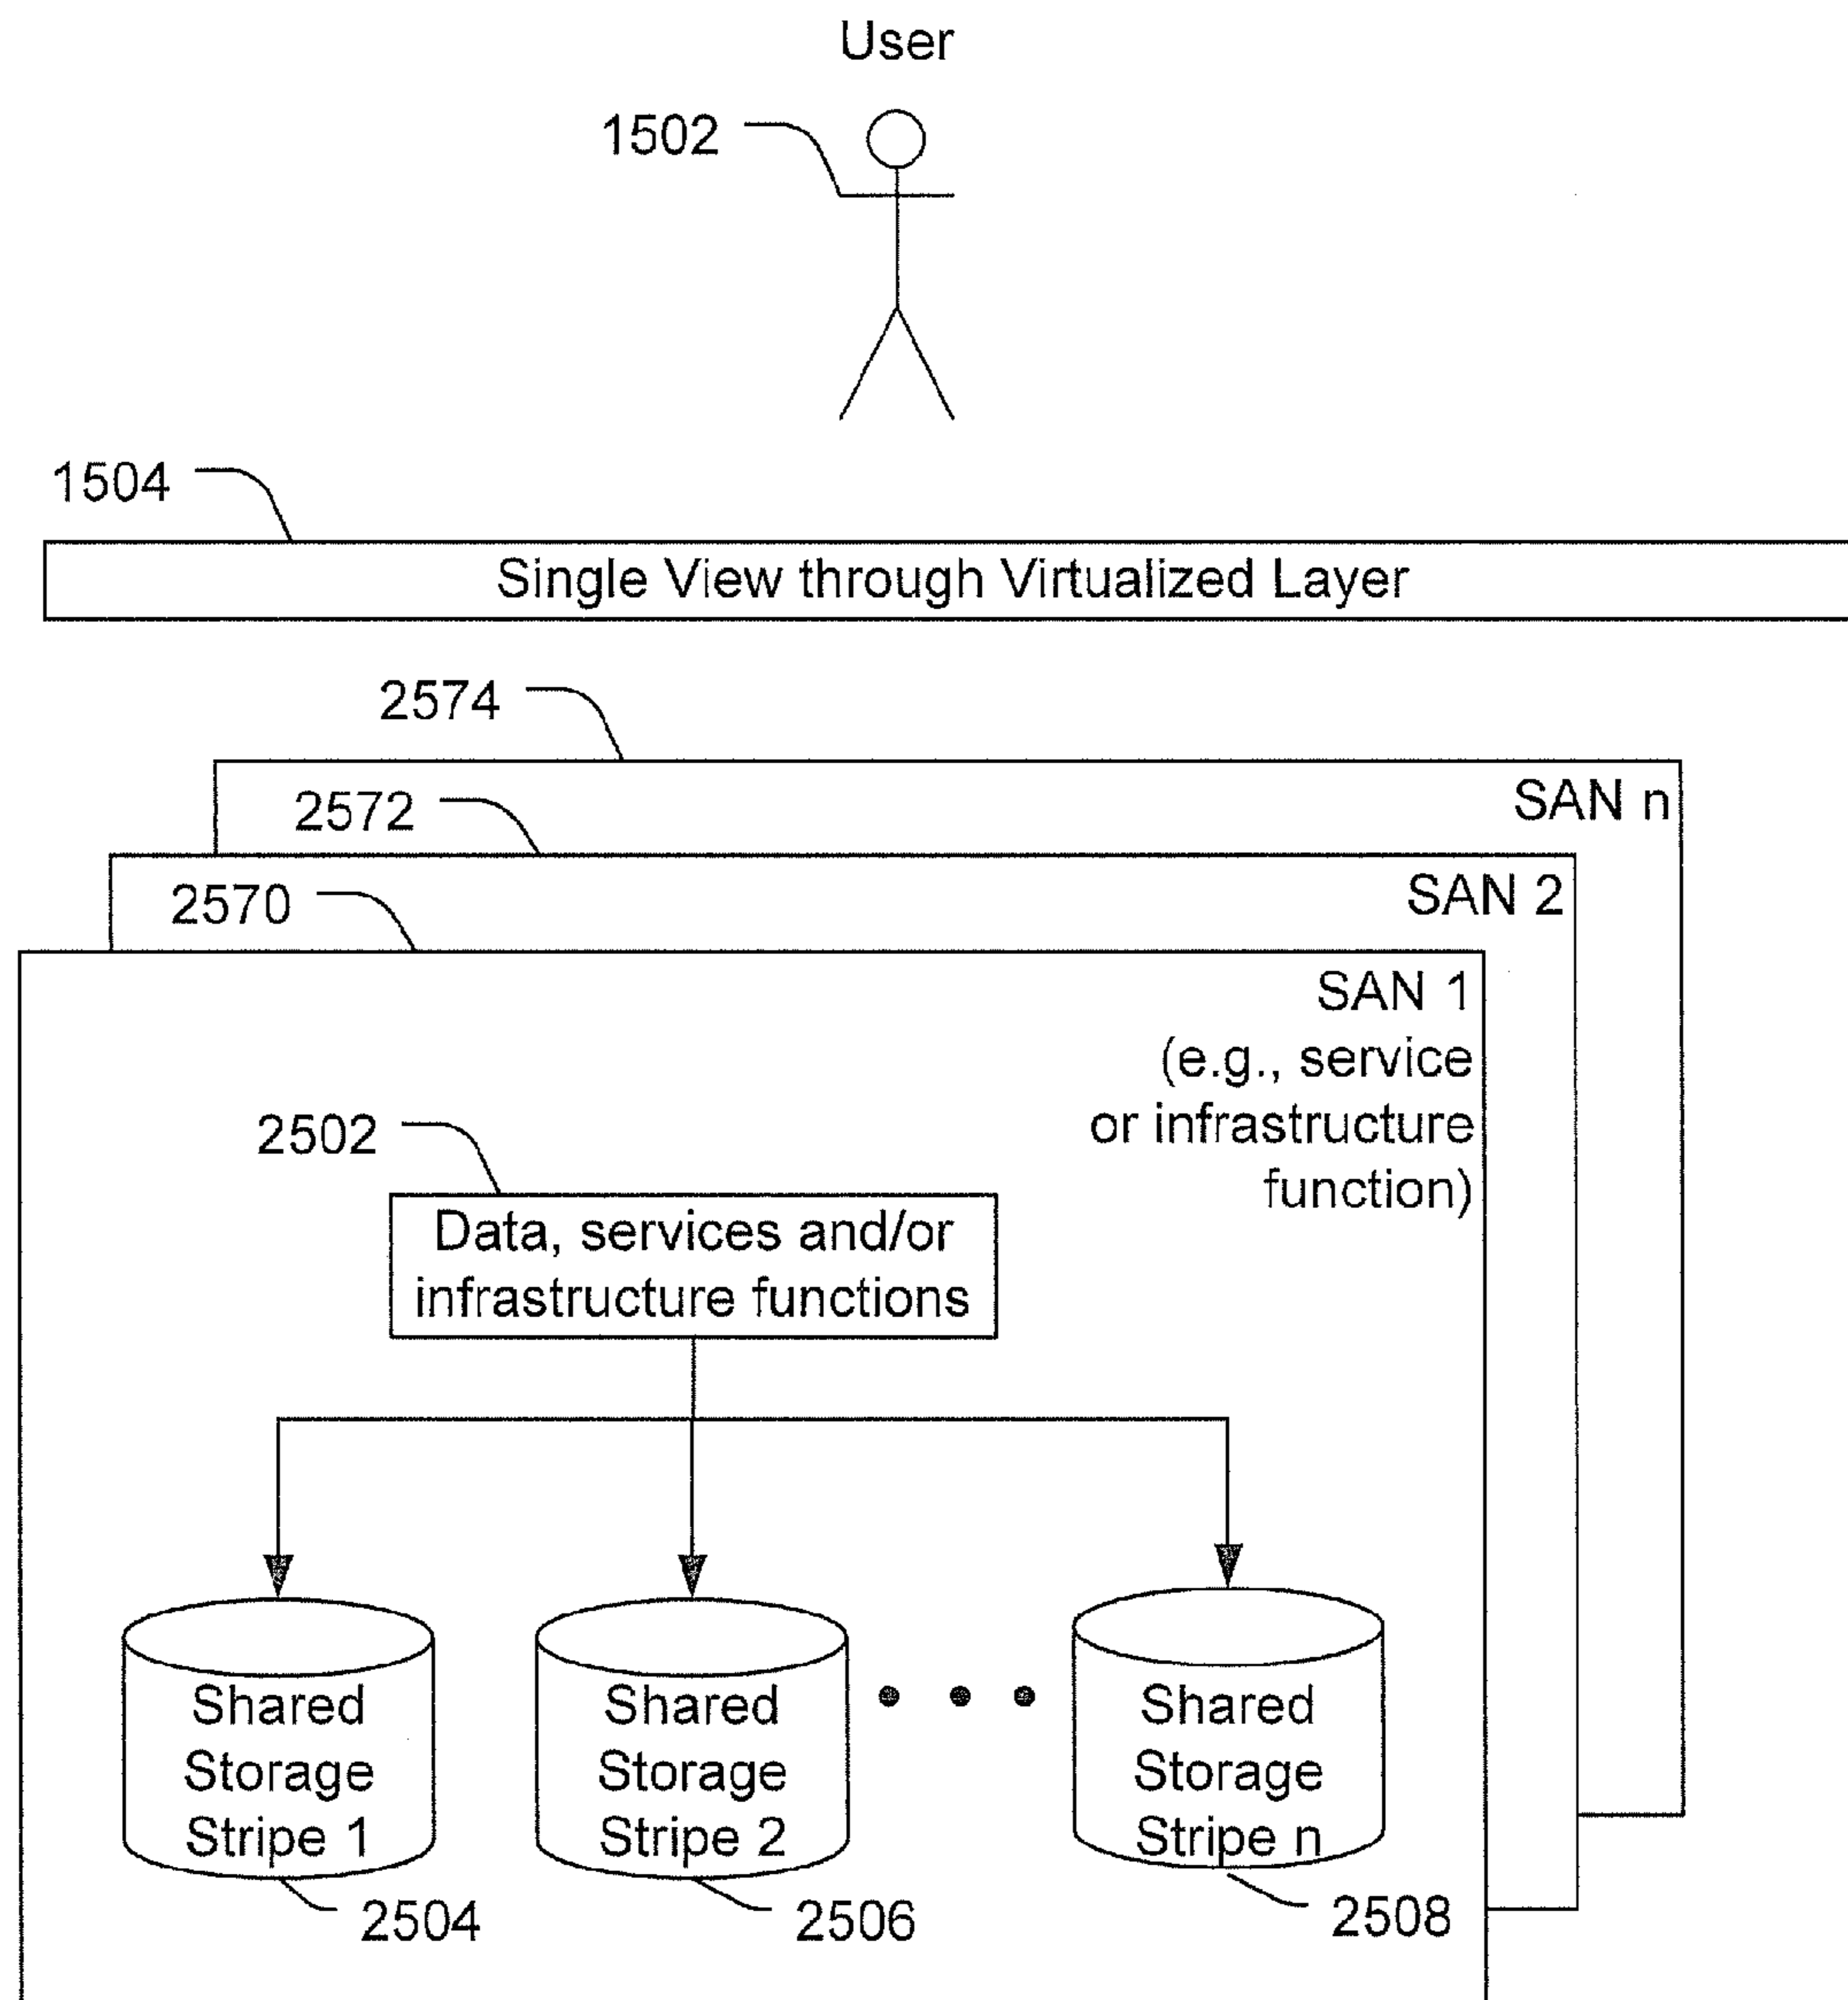 User
1502
1504
Single View through Virtualized Layer
2574
SAN n
2572
SAN 2
2570
SAN 1
(e.g., service
or infrastructure
function)
2502
Data, services and/or
infrastructure functions
Shared
Storage
Stripe 1
Shared
Storage
Stripe 2
Shared
Storage
Stripe n
2504
2506
2508